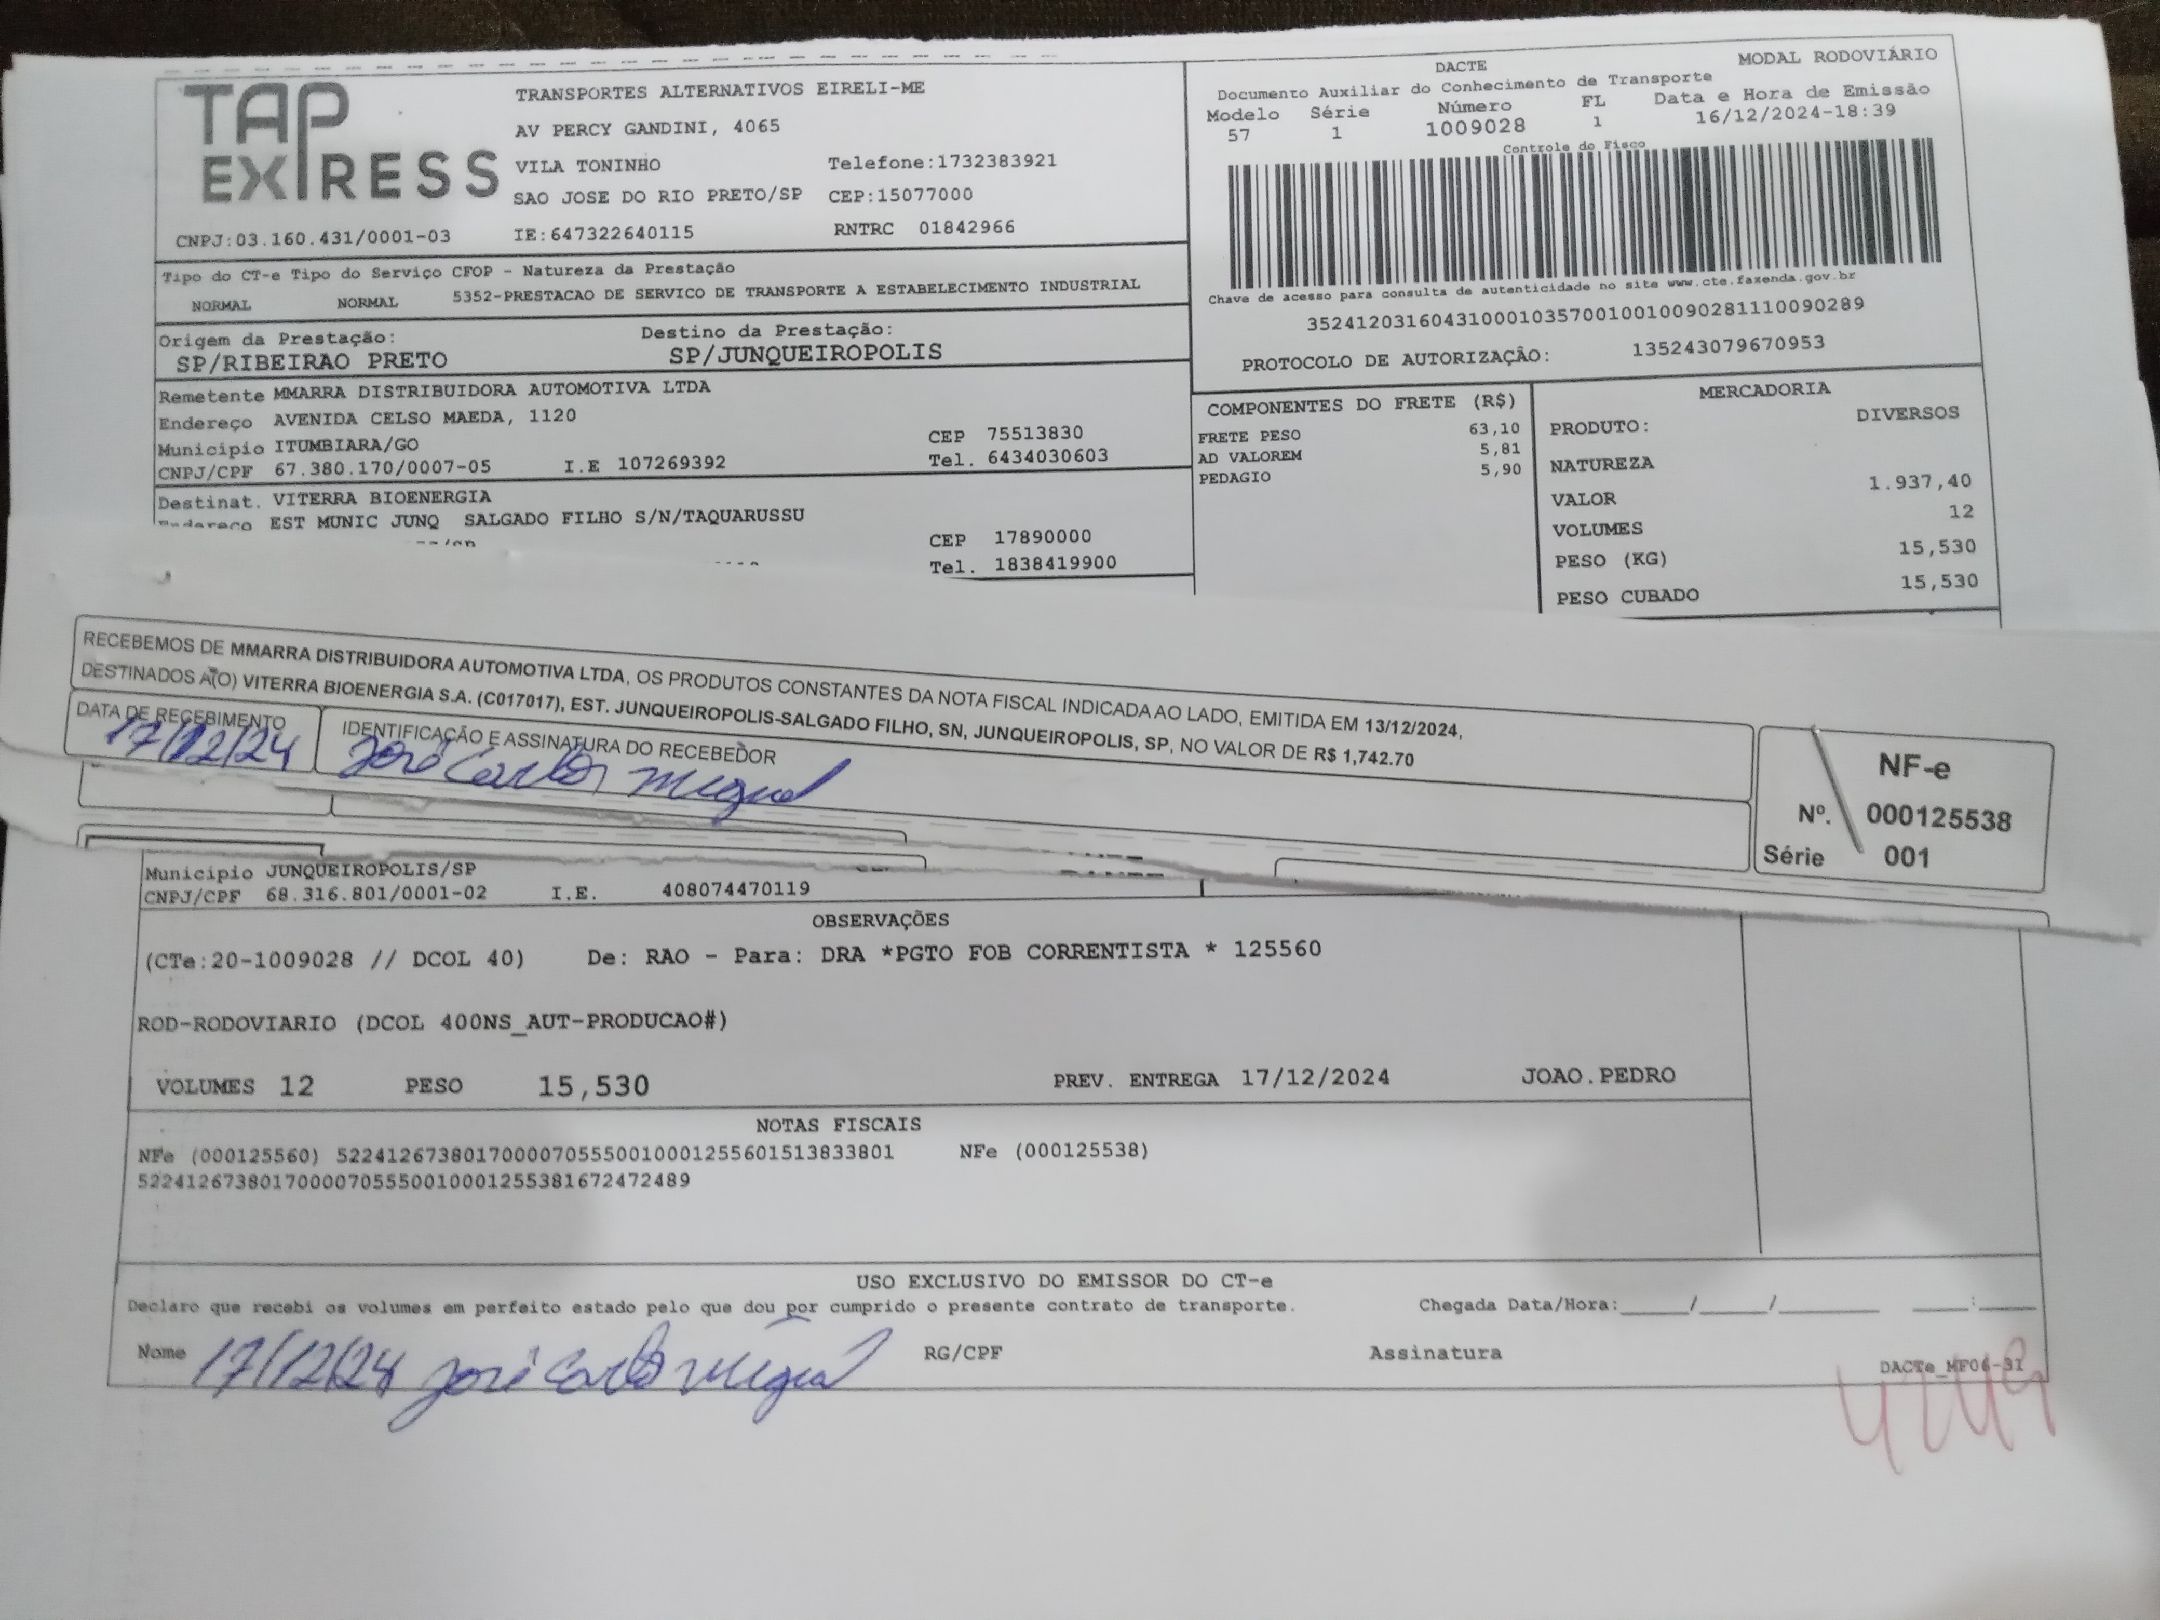 TAP EXPRESS
TRANSPORTES ALTERNATIVOS EIRELI-ME
AV PERCY GANDINI, 4065
VILA TONINHO Telefone:1732383921
SAO JOSE DO RIO PRETO/SP CEP:15077000
CNPJ:03.160.431/0001-03 IE:647322640115 RNTRC 01842966
DACTE MODAL RODOVIÁRIO
Documento Auxiliar do Conhecimento de Transporte
Modelo Série Número FL Data e Hora de Emissão
57 1 1009028 1 16/12/2024-18:39
Controle do Fisco
Chave de acesso para consulta de autenticidade no site www.cte.fazenda.gov.br
35241203160431000103570010010090281110090289
PROTOCOLO DE AUTORIZAÇÃO: 135243079670953
Tipo do CT-e Tipo do Serviço CFOP - Natureza da Prestação
NORMAL NORMAL 5352-PRESTACAO DE SERVICO DE TRANSPORTE A ESTABELECIMENTO INDUSTRIAL
Origem da Prestação: Destino da Prestação:
SP/RIBEIRAO PRETO SP/JUNQUEIROPOLIS
Remetente MMARRA DISTRIBUIDORA AUTOMOTIVA LTDA
Endereço AVENIDA CELSO MAEDA, 1120
Municipio ITUMBIARA/GO CEP 75513830
CNPJ/CPF 67.380.170/0007-05 I.E 107269392 Tel. 6434030603
Destinat. VITERRA BIOENERGIA
Endereço EST MUNIC JUNQ SALGADO FILHO S/N/TAQUARUSSU
CEP 17890000
Tel. 1838419900
COMPONENTES DO FRETE (R$)
FRETE PESO 63,10
AD VALOREM 5,81
PEDAGIO 5,90
MERCADORIA
PRODUTO: DIVERSOS
NATUREZA
VALOR 1.937,40
VOLUMES 12
PESO (KG) 15,530
PESO CUBADO 15,530
RECEBEMOS DE MMARRA DISTRIBUIDORA AUTOMOTIVA LTDA, OS PRODUTOS CONSTANTES DA NOTA FISCAL INDICADA AO LADO, EMITIDA EM 13/12/2024,
DESTINADOS A(O) VITERRA BIOENERGIA S.A. (C017017), EST. JUNQUEIROPOLIS-SALGADO FILHO, SN, JUNQUEIROPOLIS, SP, NO VALOR DE R$ 1,742.70
DATA DE RECEBIMENTO IDENTIFICAÇÃO E ASSINATURA DO RECEBEDOR
17/12/24 José Carlos Miguel
NF-e
Nº. 000125538
Série 001
Municipio JUNQUEIROPOLIS/SP
CNPJ/CPF 68.316.801/0001-02 I.E. 408074470119
OBSERVAÇÕES
(CTe:20-1009028 // DCOL 40) De: RAO - Para: DRA *PGTO FOB CORRENTISTA * 125560
ROD-RODOVIARIO (DCOL 400NS_AUT-PRODUCAO#)
VOLUMES 12 PESO 15,530 PREV. ENTREGA 17/12/2024 JOAO.PEDRO
NOTAS FISCAIS
NFe (000125560) 52241267380170000705550010001255601513833801 NFe (000125538)
52241267380170000705550010001255381672472489
USO EXCLUSIVO DO EMISSOR DO CT-e
Declaro que recebi os volumes em perfeito estado pelo que dou por cumprido o presente contrato de transporte. Chegada Data/Hora:______/_____/________ ____:____
Nome 17/12/24 José Carlos Miguel RG/CPF Assinatura
DACTe_MF06-31